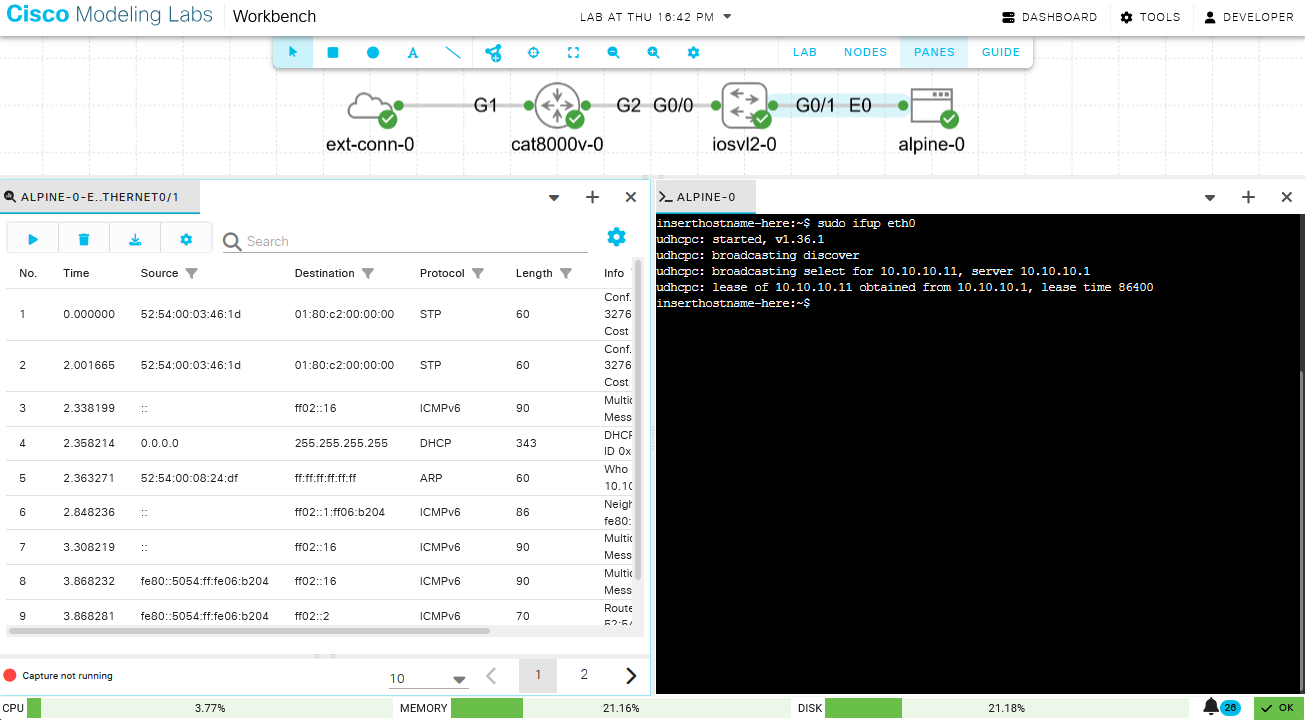 Cisco Modeling Labs Workbench LAB AT THU 16:42 PM DASHBOARD TOOLS DEVELOPER
A LAB NODES PANES GUIDE
G1 G2 G0/0 G0/1 E0
ext-conn-0 cat8000v-0 iosvl2-0 alpine-0
ALPINE-0-E..THERNET0/1
Search
No. Time Source Destination Protocol Length Info
1 0.000000 52:54:00:03:46:1d 01:80:c2:00:00:00 STP 60 Conf.
3276
Cost
2 2.001665 52:54:00:03:46:1d 01:80:c2:00:00:00 STP 60 Conf.
3276
Cost
3 2.338199 :: ff02::16 ICMPv6 90 Multic
Mess
4 2.358214 0.0.0.0 255.255.255.255 DHCP 343 DHCP
ID 0x
5 2.363271 52:54:00:08:24:df ff:ff:ff:ff:ff:ff ARP 60 Who
10.10
6 2.848236 :: ff02::1:ff06:b204 ICMPv6 86 Neigh
fe80:
7 3.308219 :: ff02::16 ICMPv6 90 Multic
Mess
8 3.868232 fe80::5054:ff:fe06:b204 ff02::16 ICMPv6 90 Multic
Mess
9 3.868281 fe80::5054:ff:fe06:b204 ff02::2 ICMPv6 70 Route
52:54
Capture not running 10 1 2
ALPINE-0
inserthostname-here:~$ sudo ifup eth0
udhcpc: started, v1.36.1
udhcpc: broadcasting discover
udhcpc: broadcasting select for 10.10.10.11, server 10.10.10.1
udhcpc: lease of 10.10.10.11 obtained from 10.10.10.1, lease time 86400
inserthostname-here:~$
CPU 3.77% MEMORY 21.16% DISK 21.18% 26 OK